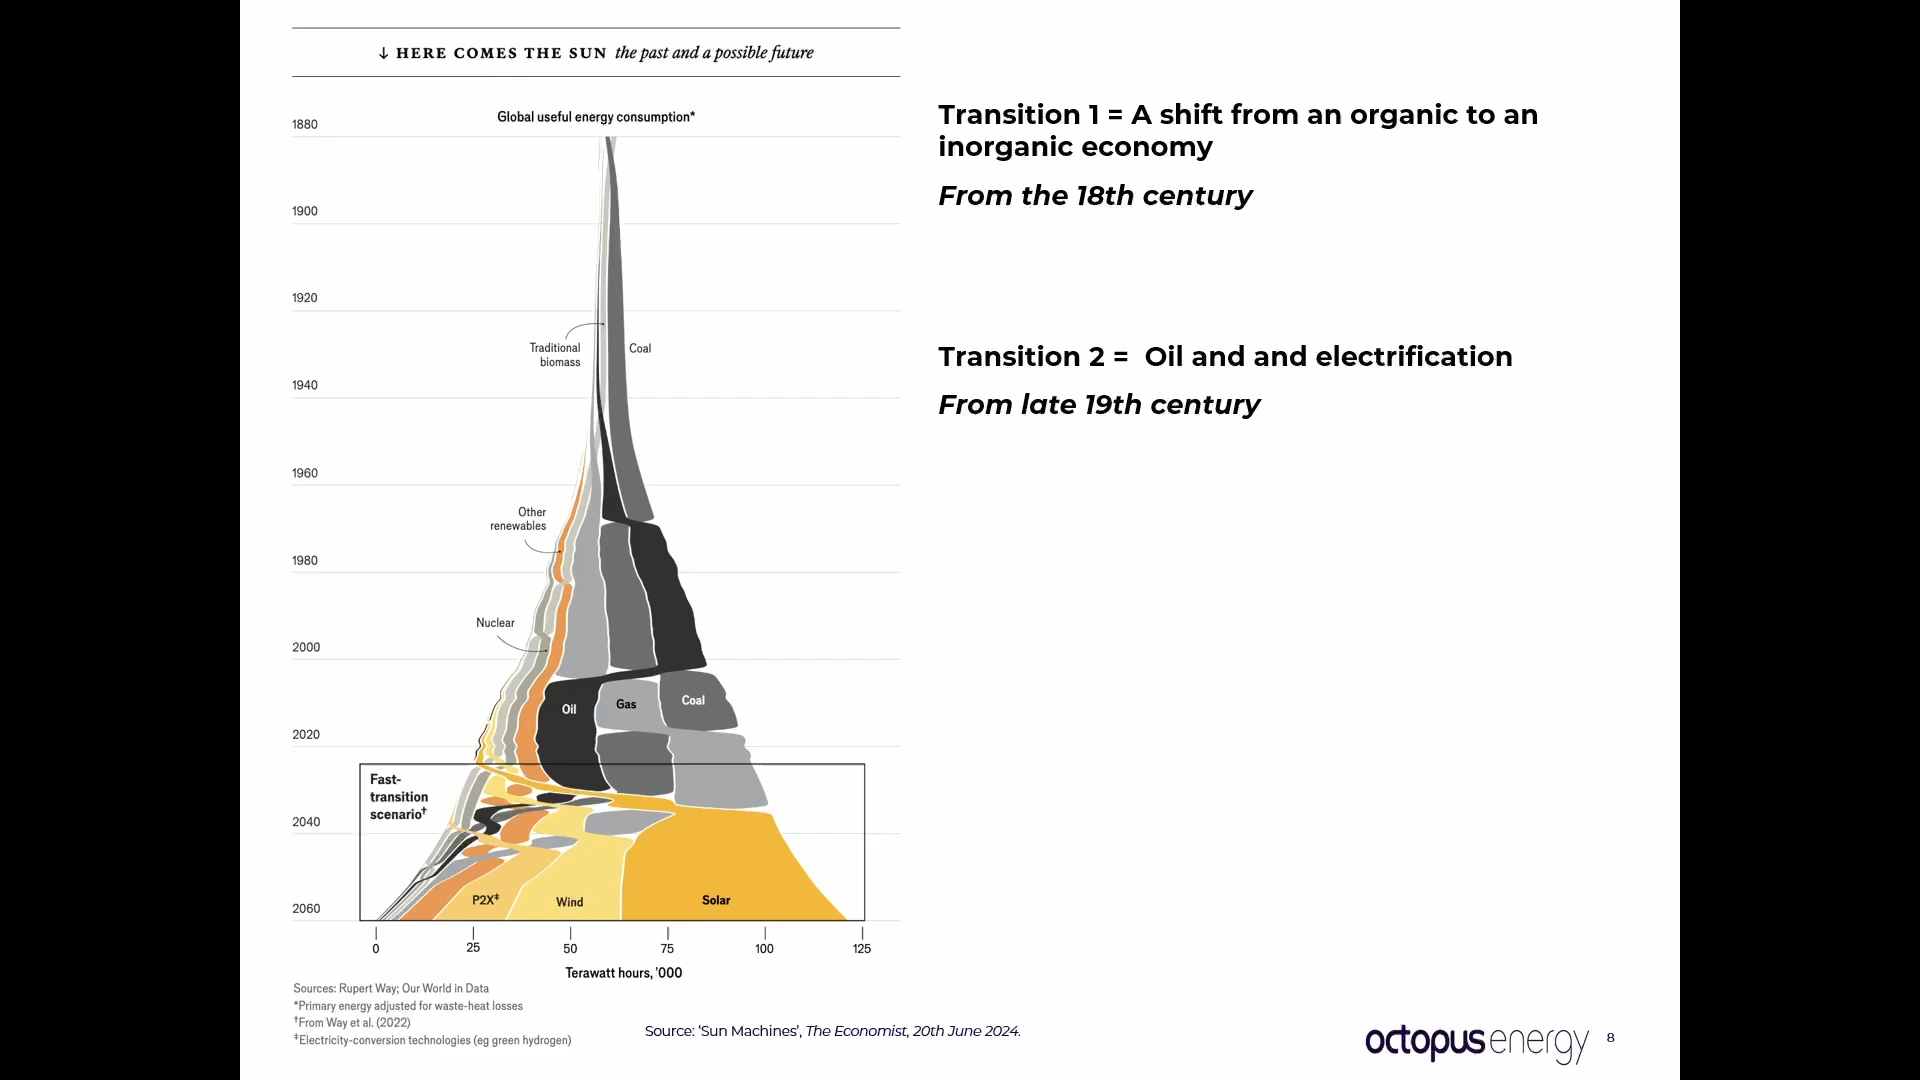 ↓ HERE COMES THE SUN the past and a possible future
Global useful energy consumption*
1880
1900
1920
Traditional
biomass
Coal
1940
1960
Other
renewables
1980
Nuclear
2000
Oil
Gas
Coal
2020
Fast-
transition
scenario†
2040
P2X‡
Wind
Solar
2060
0
25
50
75
100
125
Terawatt hours, ’000
Sources: Rupert Way; Our World in Data
*Primary energy adjusted for waste-heat losses
†From Way et al. (2022)
‡Electricity-conversion technologies (eg green hydrogen)
Transition 1 = A shift from an organic to an
inorganic economy
From the 18th century
Transition 2 = Oil and and electrification
From late 19th century
Source: ‘Sun Machines’, The Economist, 20th June 2024.
octopus energy
8